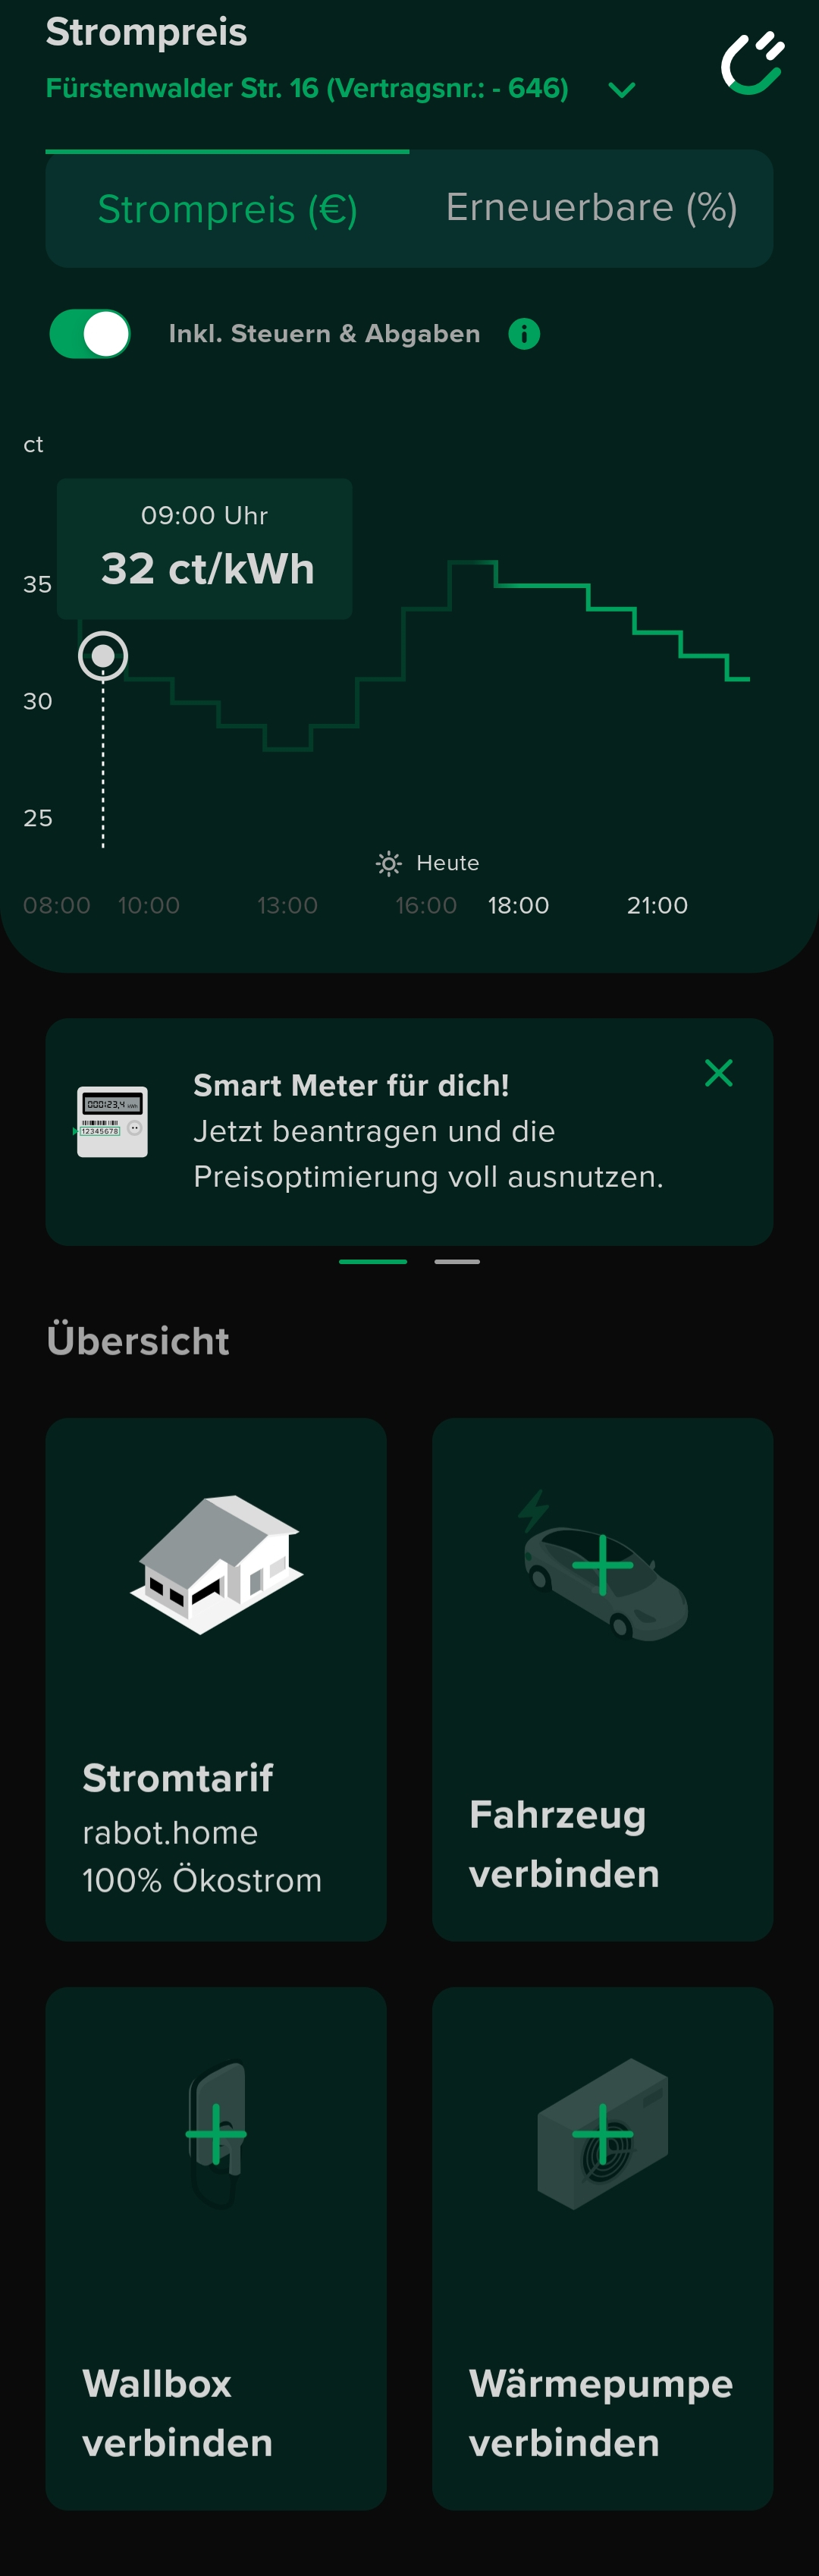 Strompreis
Fürstenwalder Str. 16 (Vertragsnr.: - 646)
Strompreis (€) Erneuerbare (%)
Inkl. Steuern & Abgaben
ct
09:00 Uhr
32 ct/kWh
35
30
25
Heute
08:00 10:00 13:00 16:00 18:00 21:00
Smart Meter für dich!
Jetzt beantragen und die
Preisoptimierung voll ausnutzen.
000123,4 kWh
12345678
Übersicht
Stromtarif
rabot.home
100% Ökostrom
Fahrzeug
verbinden
Wallbox
verbinden
Wärmepumpe
verbinden